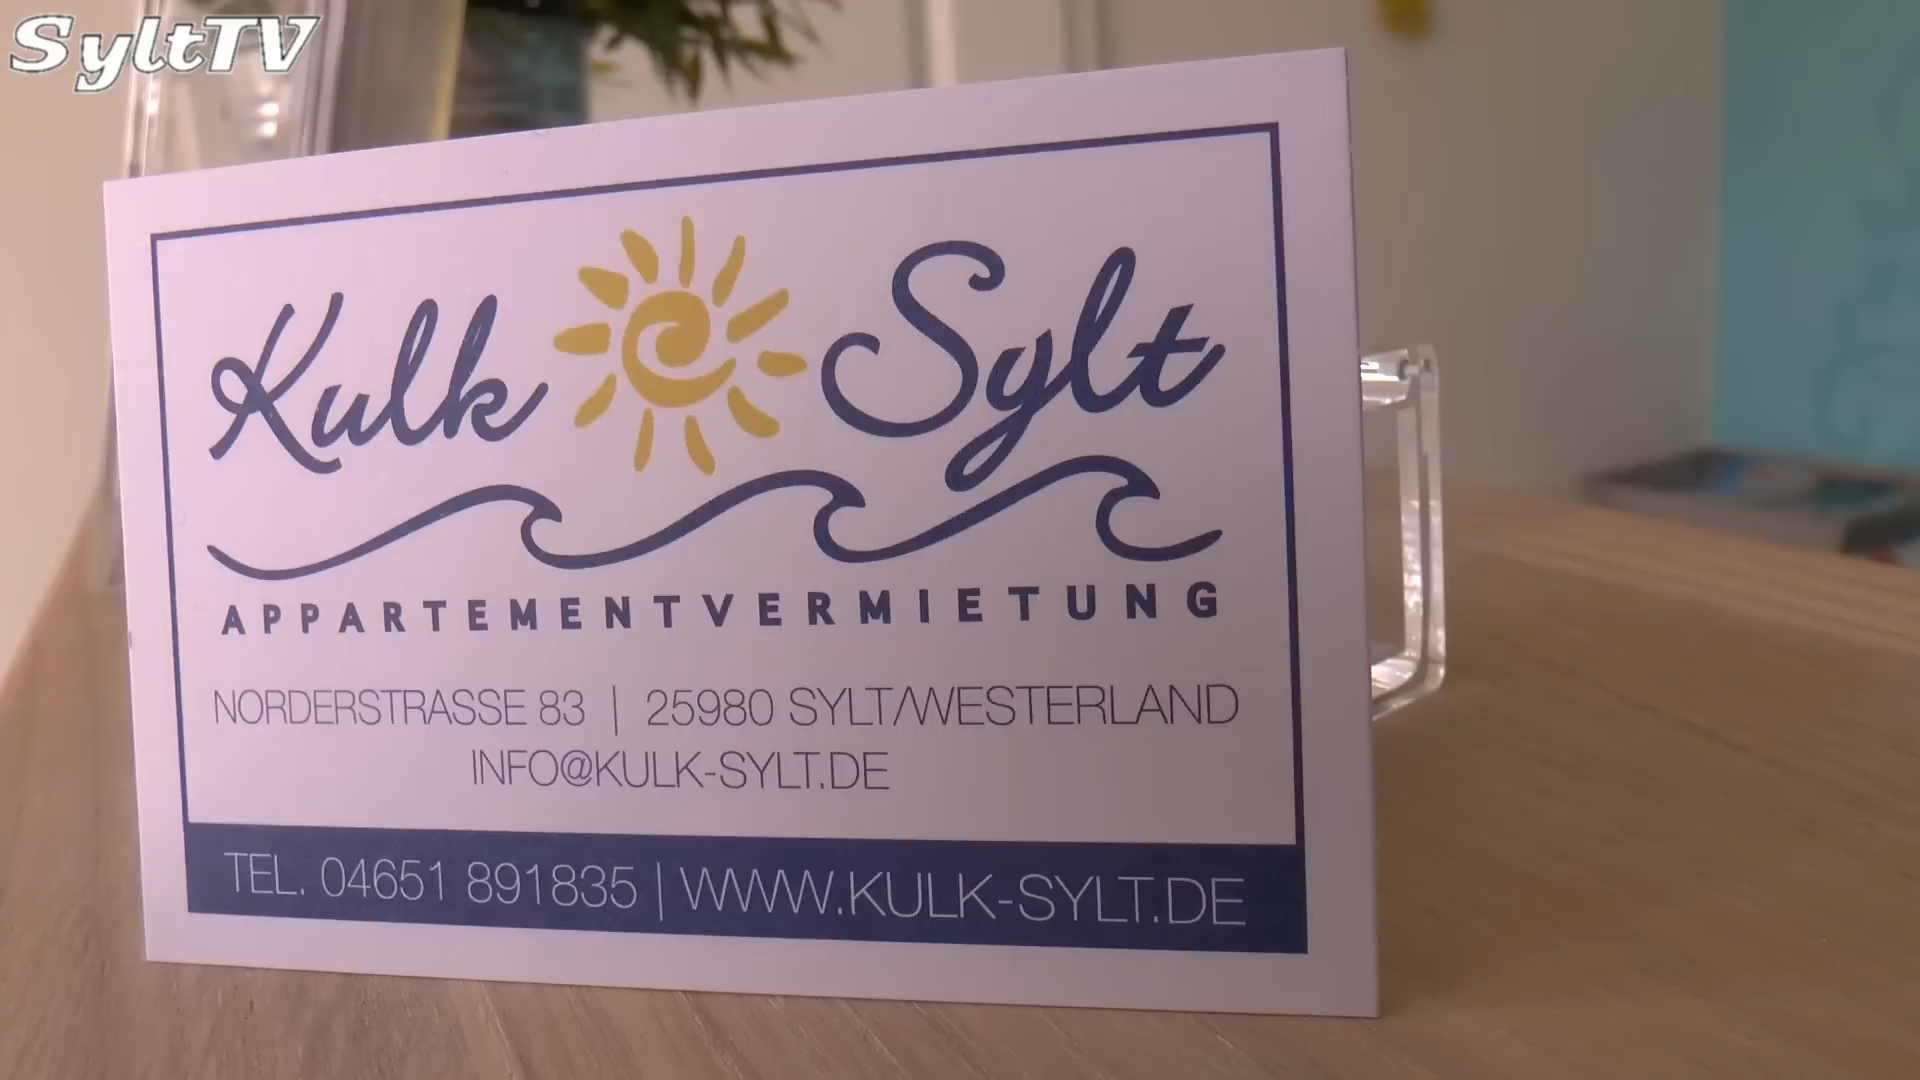 SyltTV
Kulk Sylt
APPARTEMENTVERMIETUNG
NORDERSTRASSE 83 | 25980 SYLT/WESTERLAND
INFO@KULK-SYLT.DE
TEL. 04651 891835 | WWW.KULK-SYLT.DE